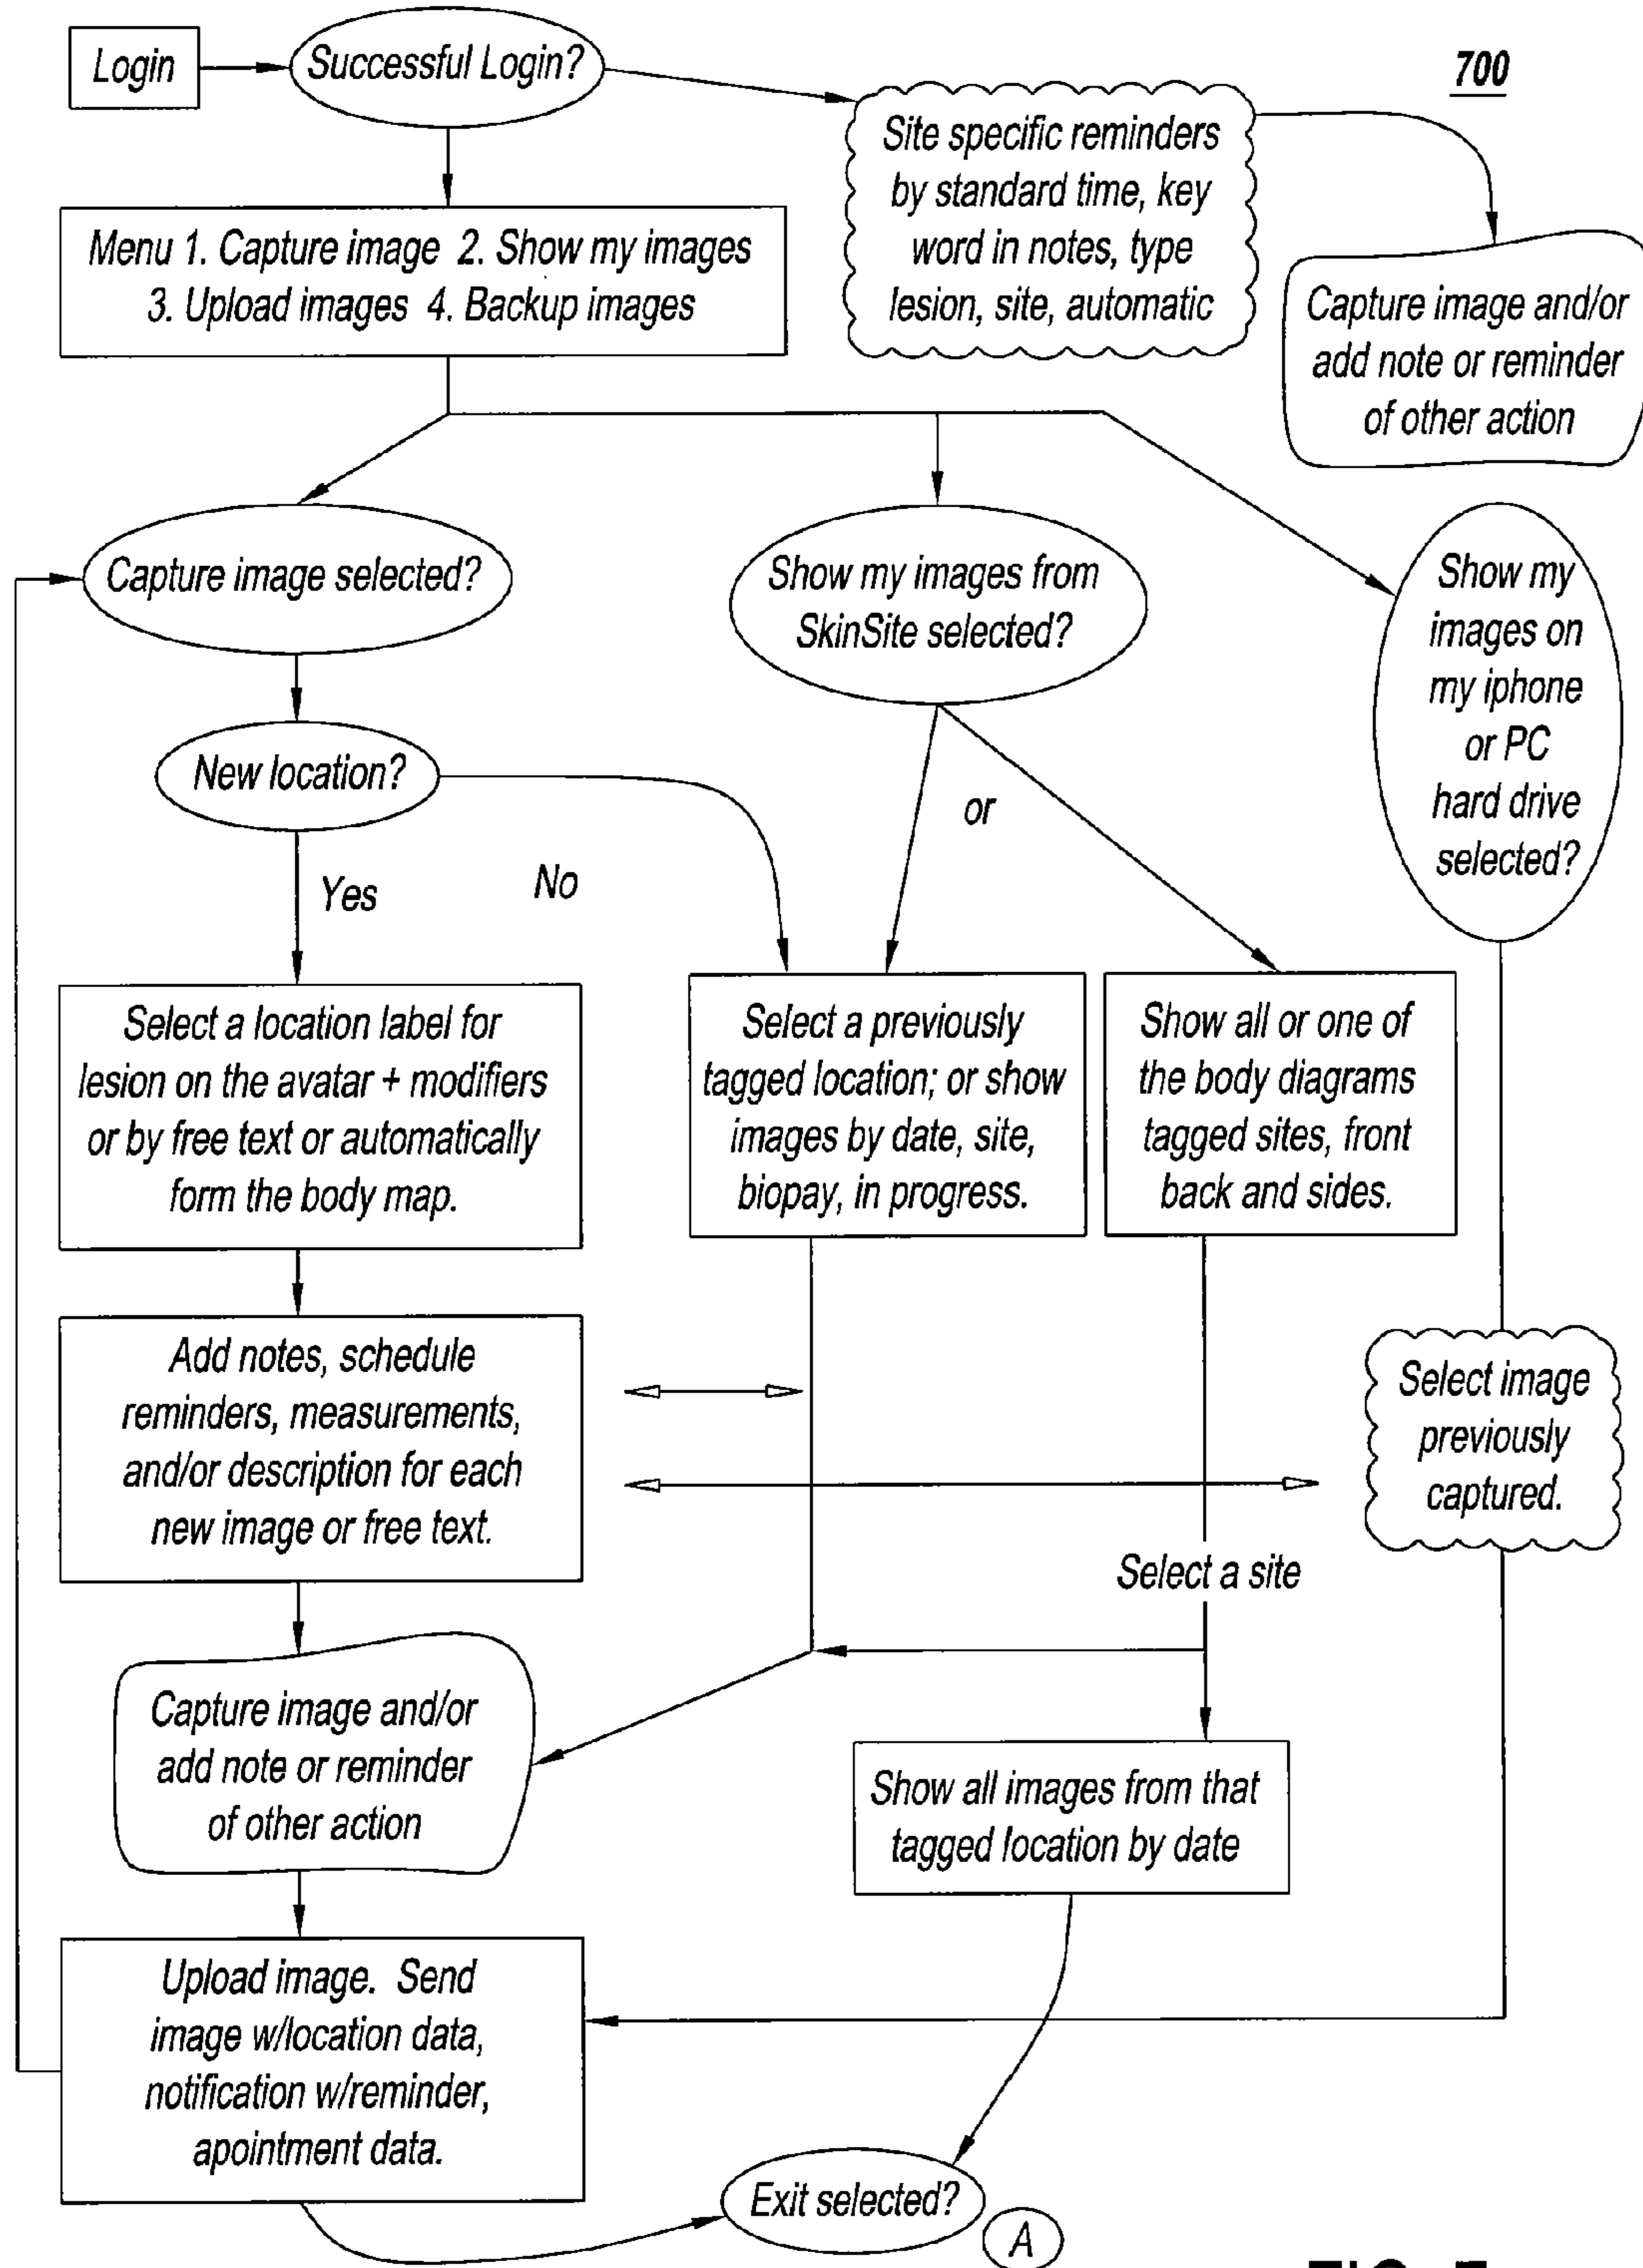 Login
Successful Login?
700
Site specific reminders
by standard time, key
word in notes, type
lesion, site, automatic
Menu 1. Capture image 2. Show my images
3. Upload images 4. Backup images
Capture image and/or
add note or reminder
of other action
Capture image selected?
Show my images from
SkinSite selected?
Show my
images on
my iphone
or PC
hard drive
selected?
New location?
or
Yes
No
Select a location label for
lesion on the avatar + modifiers
or by free text or automatically
form the body map.
Select a previously
tagged location; or show
images by date, site,
biopay, in progress.
Show all or one of
the body diagrams
tagged sites, front
back and sides.
Add notes, schedule
reminders, measurements,
and/or description for each
new image or free text.
Select image
previously
captured.
Select a site
Capture image and/or
add note or reminder
of other action
Show all images from that
tagged location by date
Upload image. Send
image w/location data,
notification w/reminder,
apointment data.
Exit selected?
A